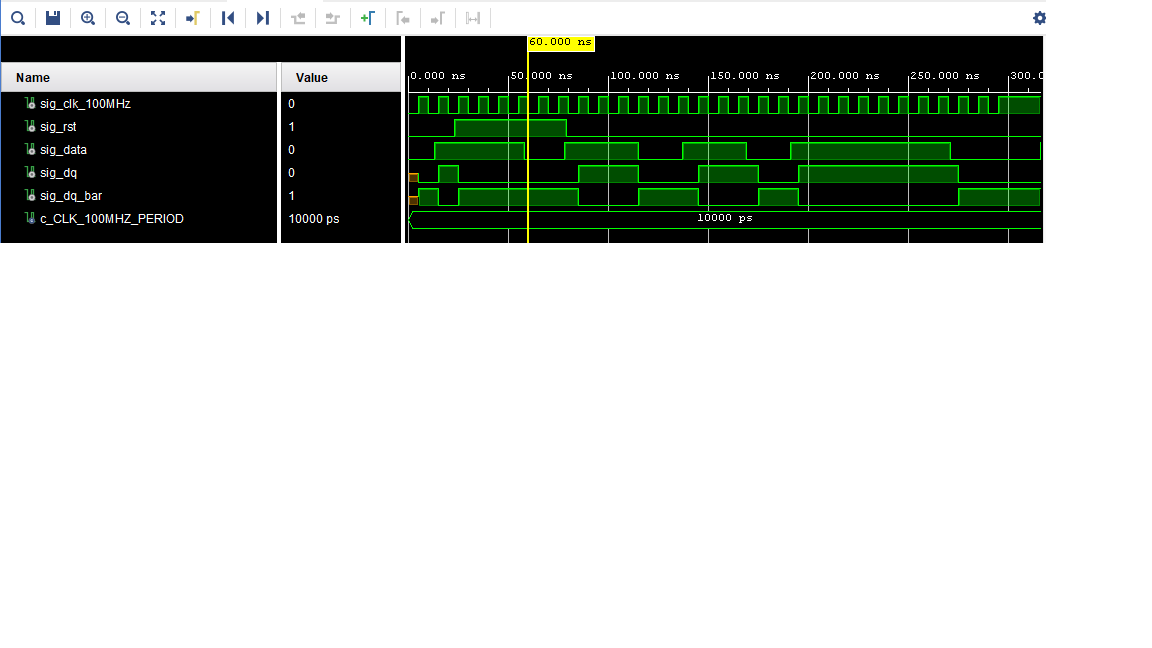 60.000 ns
Name Value 0.000 ns 50.000 ns 100.000 ns 150.000 ns 200.000 ns 250.000 ns 300.0
sig_clk_100MHz 0
sig_rst 1
sig_data 0
sig_dq 0
sig_dq_bar 1
c_CLK_100MHZ_PERIOD 10000 ps 10000 ps